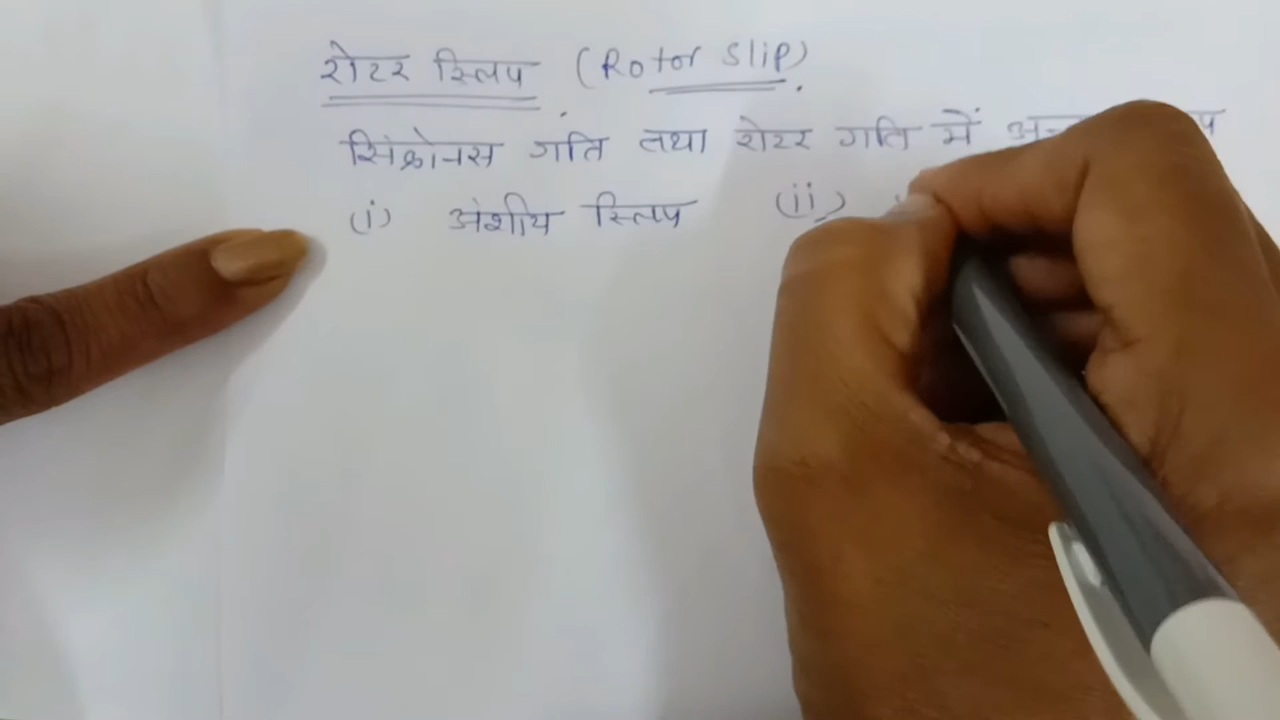 रोटर स्लिप (Rotor Slip)
सिंक्रोनस गति तथा रोटर गति में
(i) अंशीय स्लिप (ii)